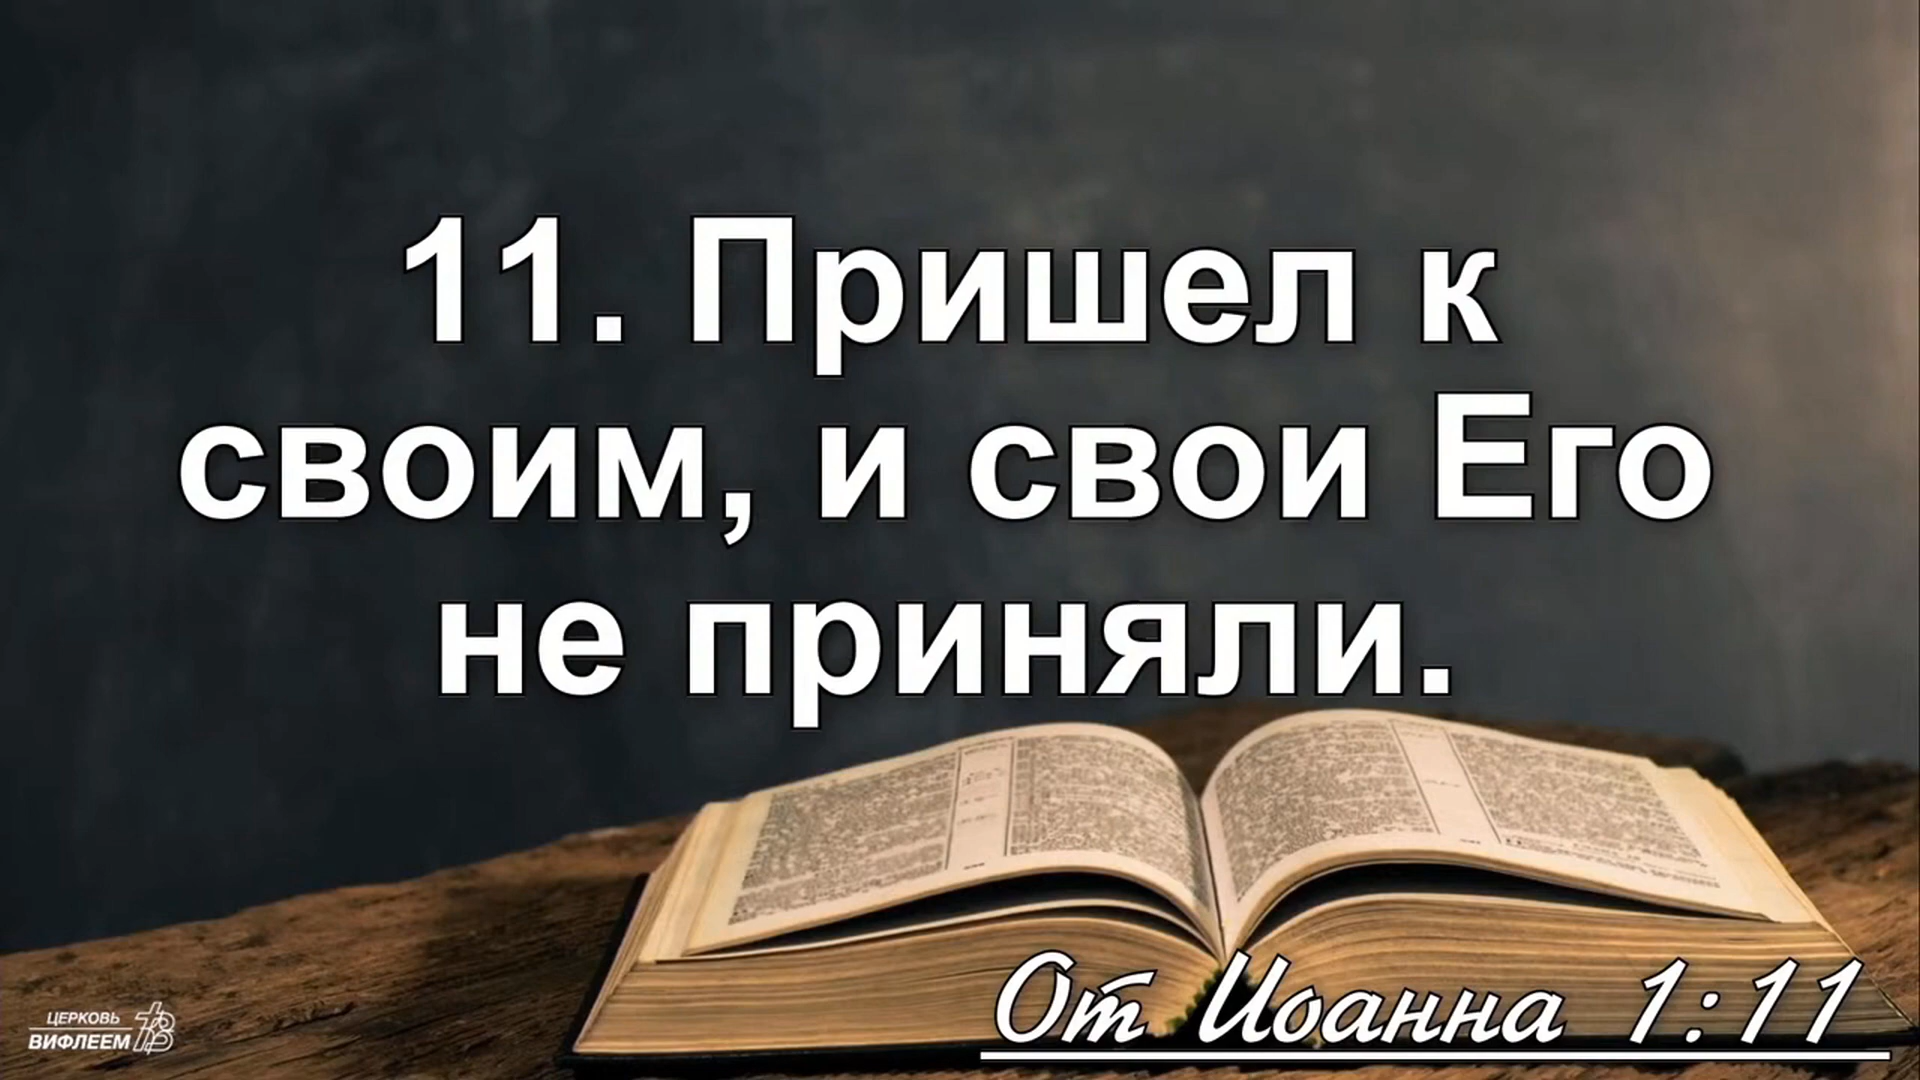 11. Пришел к
своим, и свои Его
не приняли.
От Иоанна 1:11
ЦЕРКОВЬ
ВИФЛЕЕМ